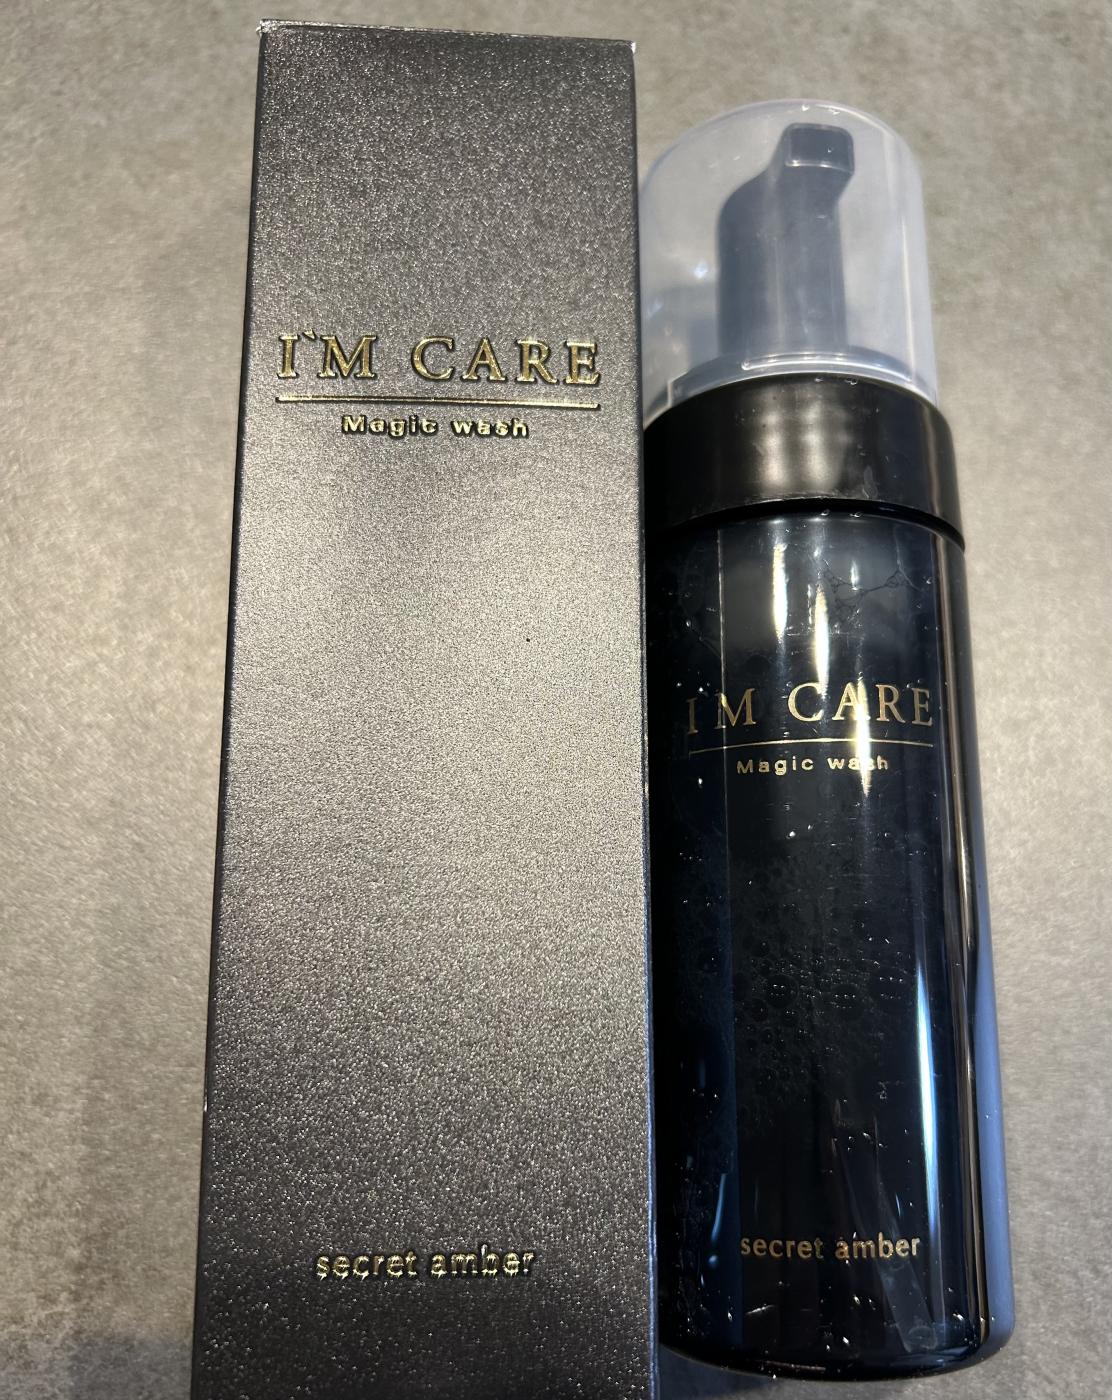 I`M CARE
Magic wash
secret amber
I M CARE
Magic wash
secret amber